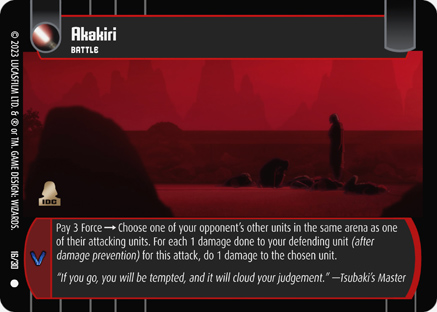 Akakiri
BATTLE
Pay 3 Force → Choose one of your opponent's other units in the same arena as one
of their attacking units. For each 1 damage done to your defending unit (after
damage prevention) for this attack, do 1 damage to the chosen unit.
"If you go, you will be tempted, and it will cloud your judgement." —Tsubaki's Master
IDC
V
© 2023 LUCASFILM LTD. & ® or TM. GAME DESIGN: WIZARDS.